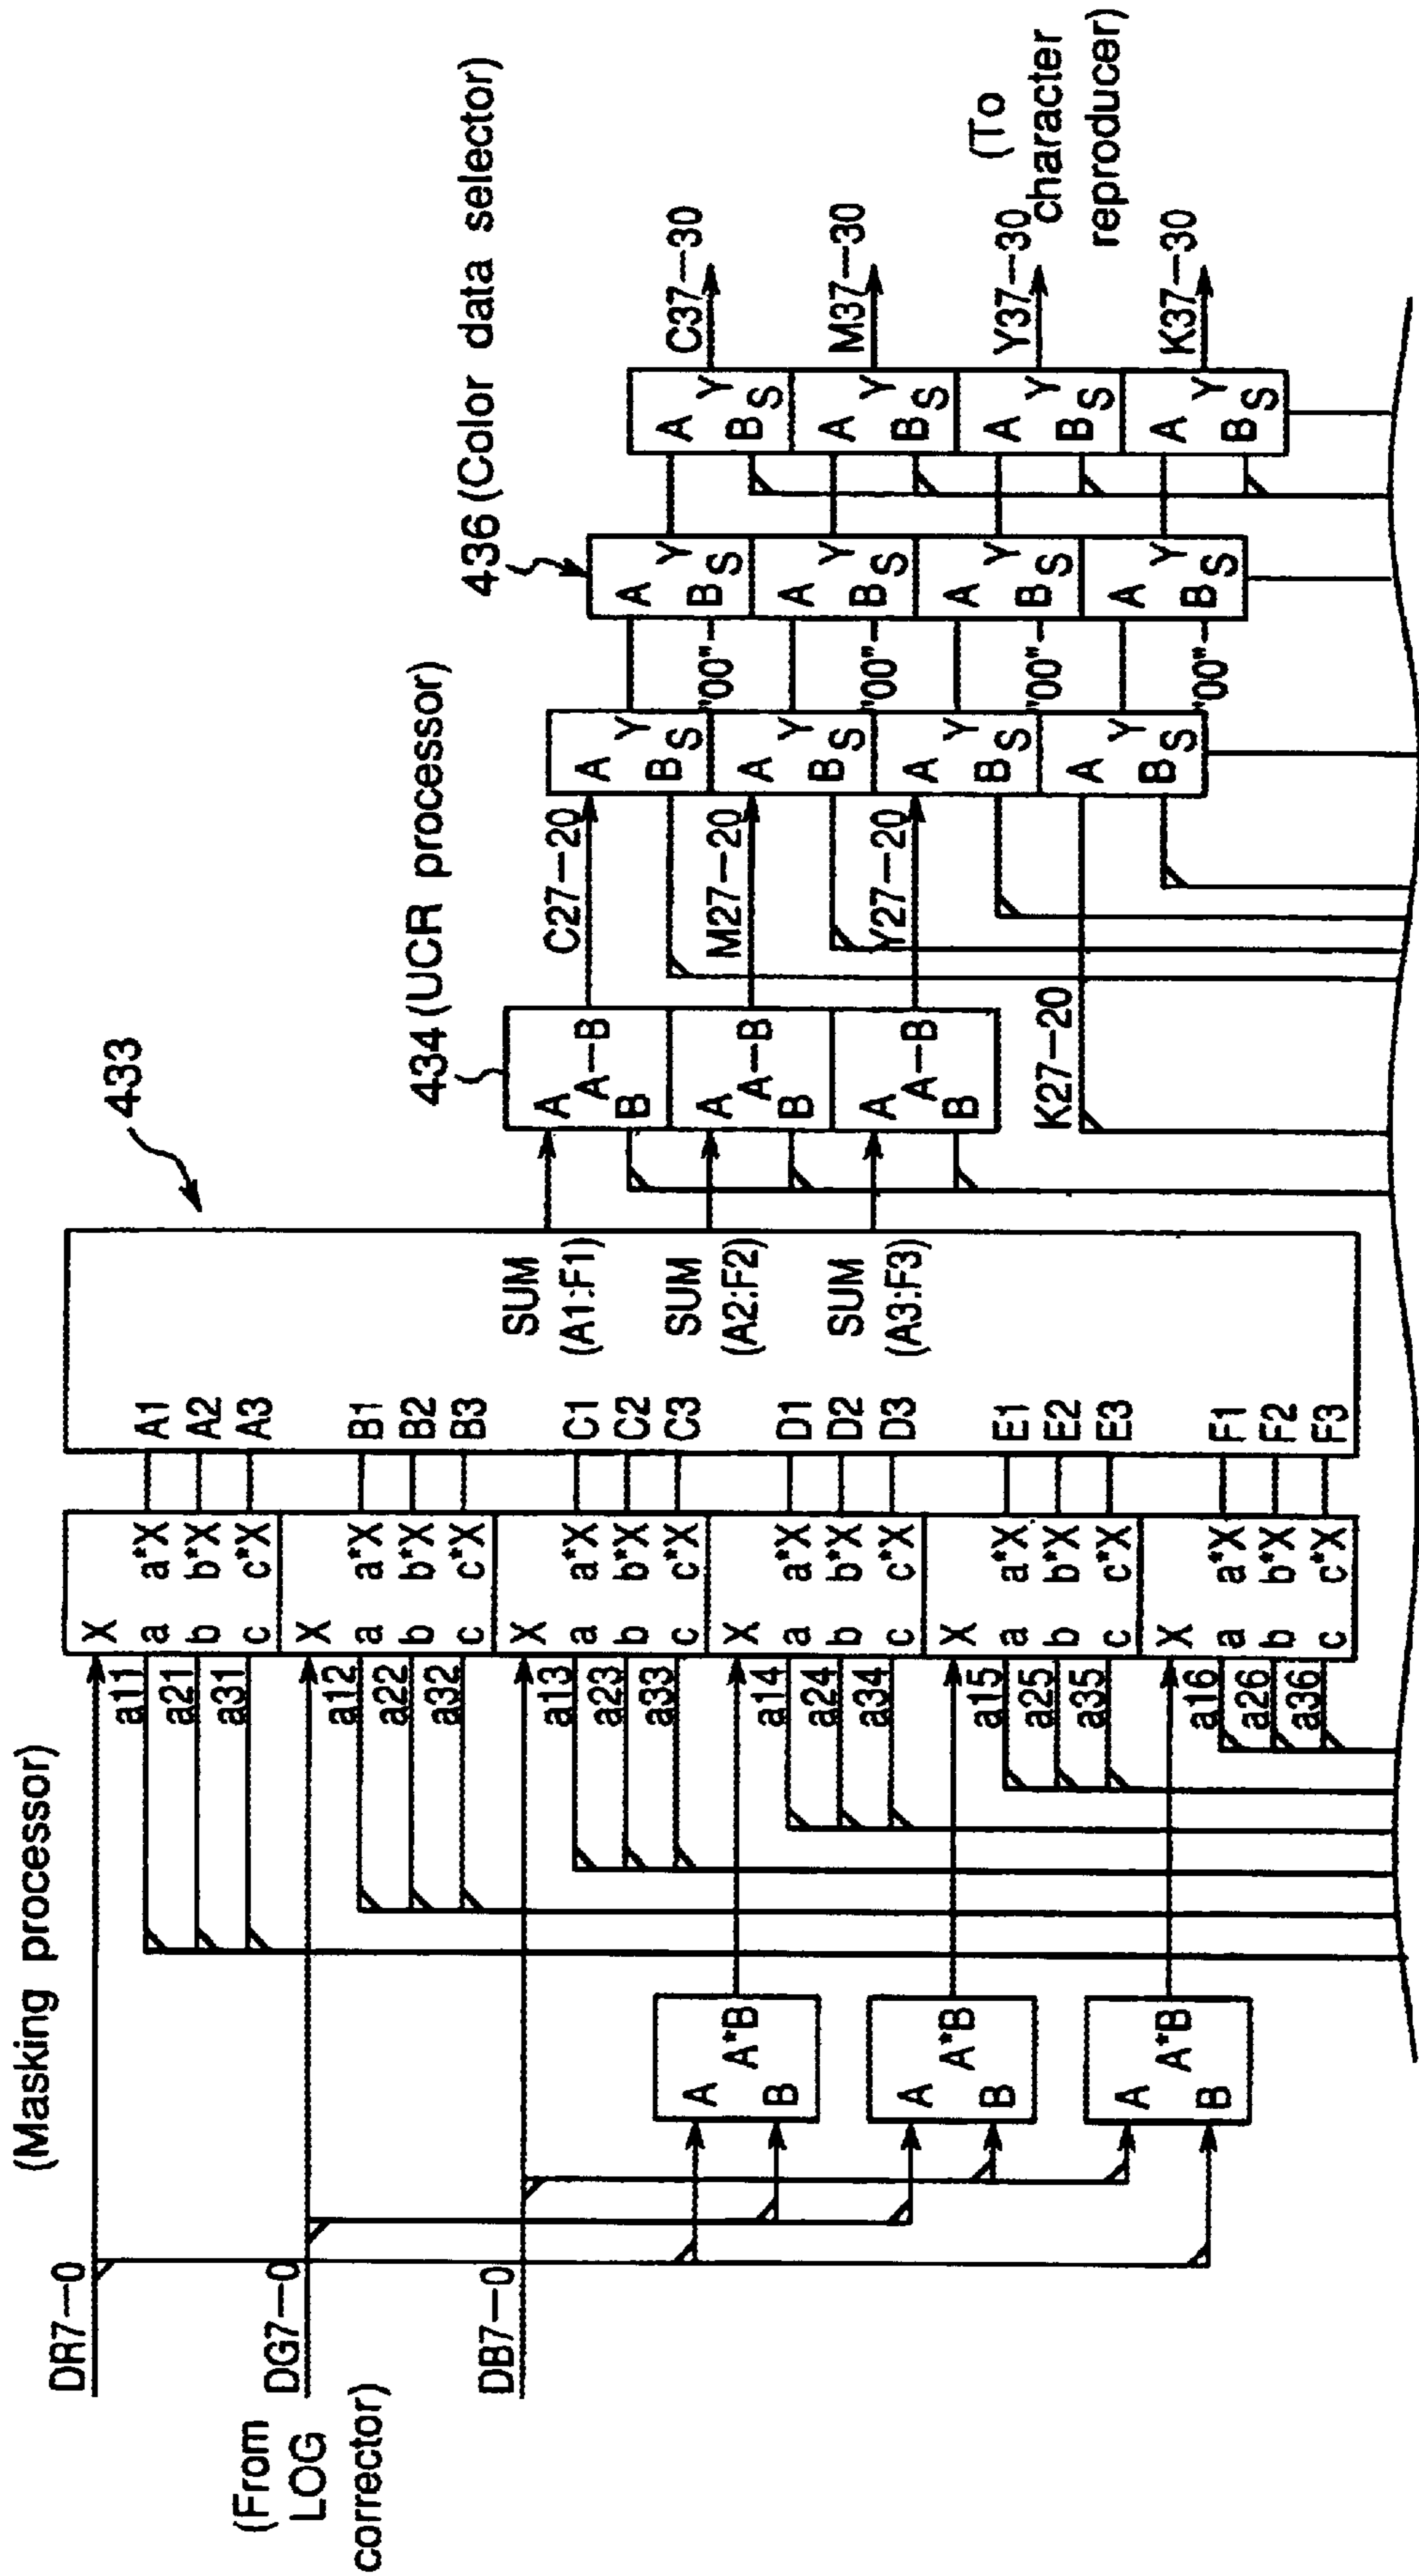 (Masking processor)
433
434 (UCR processor)
436 (Color data selector)
DR7—0
DG7—0
DB7—0
(From
LOG
corrector)
A
A*B
B
A
A*B
B
A
A*B
B
a11
a21
a31
a12
a22
a32
a13
a23
a33
a14
a24
a34
a15
a25
a35
a16
a26
a36
X
a a*X
b b*X
c c*X
X
a a*X
b b*X
c c*X
X
a a*X
b b*X
c c*X
X
a a*X
b b*X
c c*X
X
a a*X
b b*X
c c*X
X
a a*X
b b*X
c c*X
A1
A2
A3
B1
B2
B3
C1
C2
C3
D1
D2
D3
E1
E2
E3
F1
F2
F3
SUM
(A1:F1)
SUM
(A2:F2)
SUM
(A3:F3)
A
A—B
B
A
A—B
B
A
A—B
B
C27—20
M27—20
Y27—20
K27—20
A
Y
B
S
A
Y
B
S
A
Y
B
S
A
Y
B
S
"00"
"00"
"00"
"00"
A
Y
B
S
A
Y
B
S
A
Y
B
S
A
Y
B
S
A
Y
B
S
A
Y
B
S
A
Y
B
S
A
Y
B
S
C37—30
M37—30
Y37—30
K37—30
(To
character
reproducer)